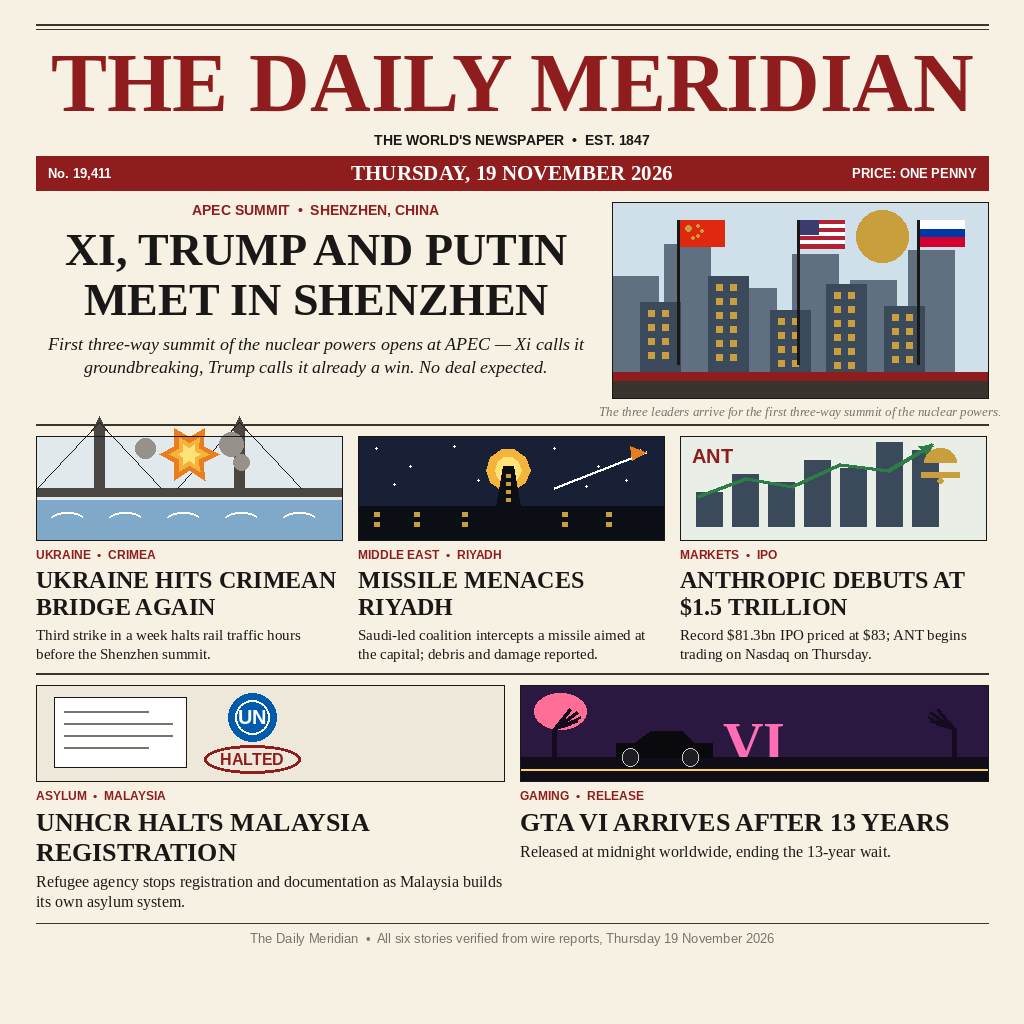 THE DAILY MERIDIAN
THE WORLD'S NEWSPAPER • EST. 1847
No. 19,411
THURSDAY, 19 NOVEMBER 2026
PRICE: ONE PENNY
APEC SUMMIT • SHENZHEN, CHINA
XI, TRUMP AND PUTIN
MEET IN SHENZHEN
First three-way summit of the nuclear powers opens at APEC — Xi calls it
groundbreaking, Trump calls it already a win. No deal expected.
The three leaders arrive for the first three-way summit of the nuclear powers.
UKRAINE • CRIMEA
UKRAINE HITS CRIMEAN
BRIDGE AGAIN
Third strike in a week halts rail traffic hours
before the Shenzhen summit.
MIDDLE EAST • RIYADH
MISSILE MENACES
RIYADH
Saudi-led coalition intercepts a missile aimed at
the capital; debris and damage reported.
ANT
MARKETS • IPO
ANTHROPIC DEBUTS AT
$1.5 TRILLION
Record $81.3bn IPO priced at $83; ANT begins
trading on Nasdaq on Thursday.
UN
HALTED
ASYLUM • MALAYSIA
UNHCR HALTS MALAYSIA
REGISTRATION
Refugee agency stops registration and documentation as Malaysia builds
its own asylum system.
VI
GAMING • RELEASE
GTA VI ARRIVES AFTER 13 YEARS
Released at midnight worldwide, ending the 13-year wait.
The Daily Meridian • All six stories verified from wire reports, Thursday 19 November 2026